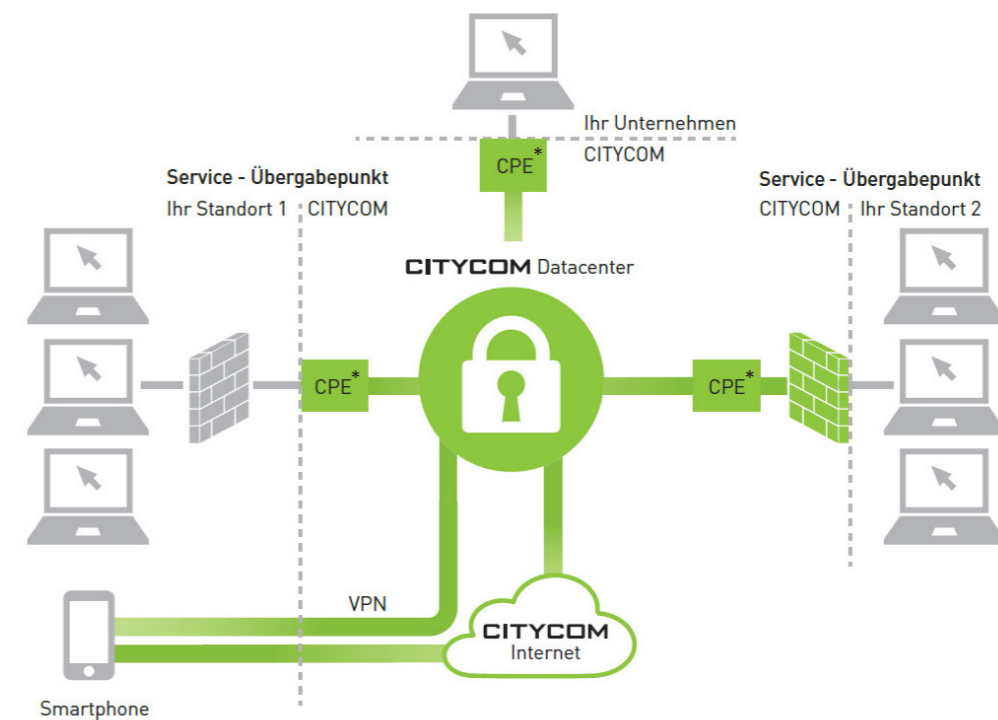 Ihr Unternehmen
CITYCOM
CPE*
Service - Übergabepunkt
Ihr Standort 1 CITYCOM
Service - Übergabepunkt
CITYCOM Ihr Standort 2
CITYCOM Datacenter
CPE*
CPE*
VPN
CITYCOM
Internet
Smartphone